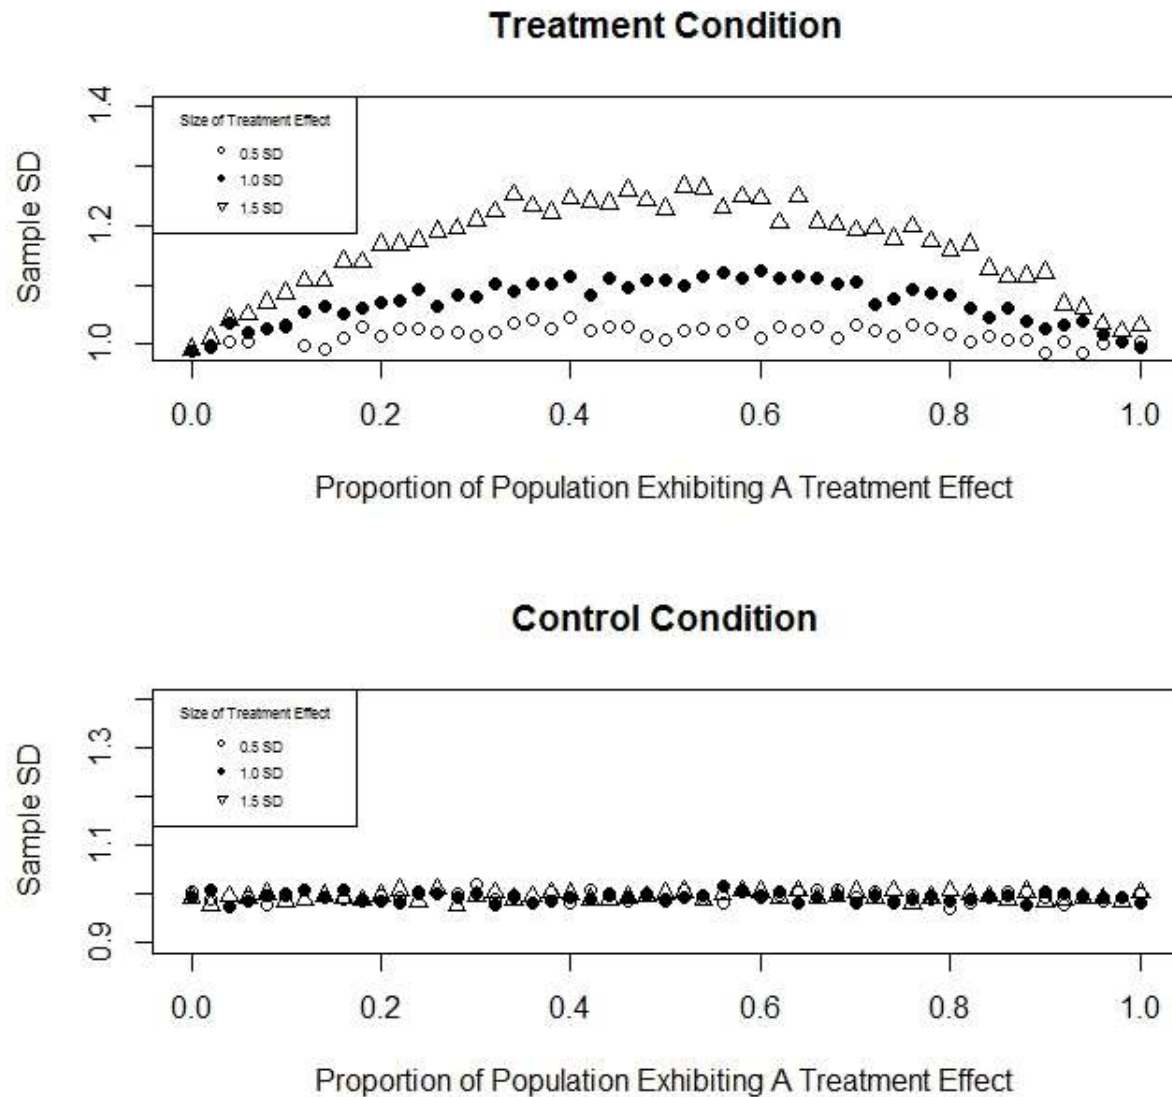 Treatment Condition
Sample SD
1.0
1.2
1.4
Size of Treatment Effect
0.5 SD
1.0 SD
1.5 SD
0.0 0.2 0.4 0.6 0.8 1.0
Proportion of Population Exhibiting A Treatment Effect
Control Condition
Sample SD
0.9
1.1
1.3
Size of Treatment Effect
0.5 SD
1.0 SD
1.5 SD
0.0 0.2 0.4 0.6 0.8 1.0
Proportion of Population Exhibiting A Treatment Effect